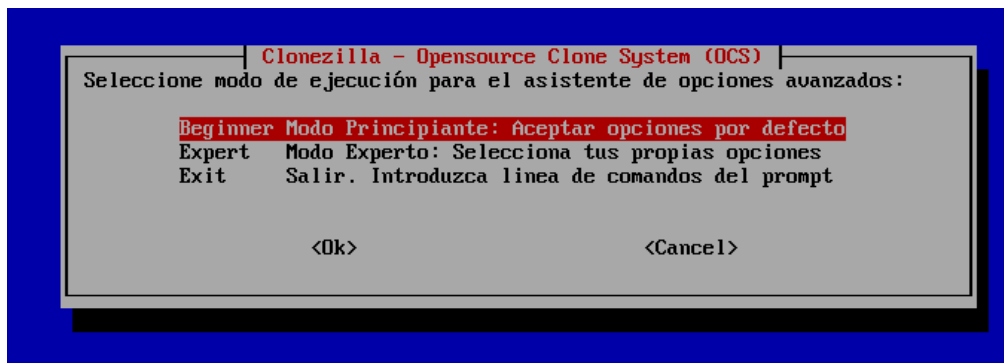 Clonezilla - Opensource Clone System (OCS)
Seleccione modo de ejecución para el asistente de opciones avanzados:
Beginner Modo Principiante: Aceptar opciones por defecto
Expert Modo Experto: Selecciona tus propias opciones
Exit Salir. Introduzca linea de comandos del prompt
<Ok> <Cancel>